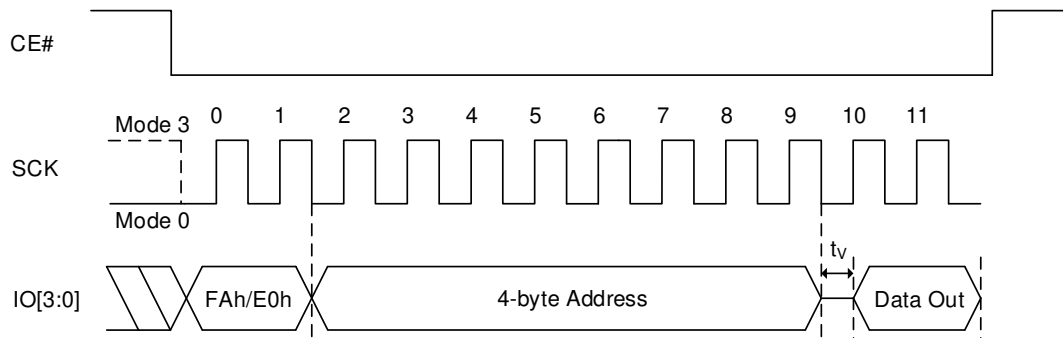 CE#
0 1 2 3 4 5 6 7 8 9 10 11
Mode 3
SCK
Mode 0
tV
IO[3:0] FAh/E0h 4-byte Address Data Out